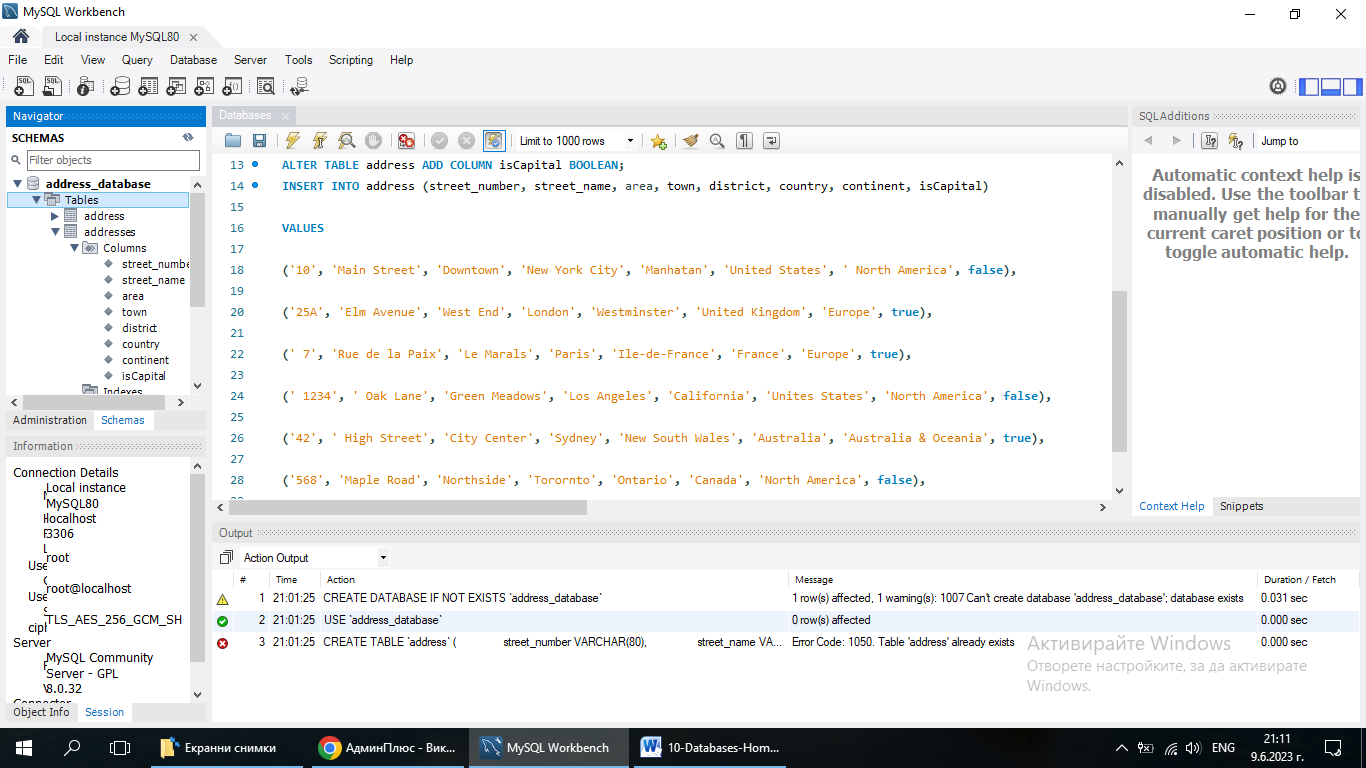 MySQL Workbench
Local instance MySQL80
File Edit View Query Database Server Tools Scripting Help
Navigator
SCHEMAS
Filter objects
address_database
Tables
address
addresses
Columns
street_numbe
street_name
area
town
district
country
continent
isCapital
Indexes
Administration Schemas
Information
Connection Details
Local instance
MySQL80
localhost
3306
root
Use
root@localhost
Use
TLS_AES_256_GCM_SH
ciph
Server
MySQL Community
Server - GPL
8.0.32
Object Info Session
Databases
Limit to 1000 rows
13 ALTER TABLE address ADD COLUMN isCapital BOOLEAN;
14 INSERT INTO address (street_number, street_name, area, town, district, country, continent, isCapital)
15
16 VALUES
17
18 ('10', 'Main Street', 'Downtown', 'New York City', 'Manhatan', 'United States', ' North America', false),
19
20 ('25A', 'Elm Avenue', 'West End', 'London', 'Westminster', 'United Kingdom', 'Europe', true),
21
22 (' 7', 'Rue de la Paix', 'Le Marals', 'Paris', 'Ile-de-France', 'France', 'Europe', true),
23
24 (' 1234', ' Oak Lane', 'Green Meadows', 'Los Angeles', 'California', 'Unites States', 'North America', false),
25
26 ('42', ' High Street', 'City Center', 'Sydney', 'New South Wales', 'Australia', 'Australia & Oceania', true),
27
28 ('568', 'Maple Road', 'Northside', 'Torornto', 'Ontario', 'Canada', 'North America', false),
SQLAdditions
Jump to
Automatic context help is
disabled. Use the toolbar t
manually get help for the
current caret position or to
toggle automatic help.
Context Help Snippets
Output
Action Output
# Time Action Message Duration / Fetch
1 21:01:25 CREATE DATABASE IF NOT EXISTS `address_database` 1 row(s) affected, 1 warning(s): 1007 Can't create database 'address_database'; database exists 0.031 sec
2 21:01:25 USE `address_database` 0 row(s) affected 0.000 sec
3 21:01:25 CREATE TABLE `address` ( street_number VARCHAR(80), street_name VA... Error Code: 1050. Table 'address' already exists 0.000 sec
Активирайте Windows
Отворете настройките, за да активирате
Windows.
Екранни снимки
АдминПлюс - Вик...
MySQL Workbench
10-Databases-Hom...
ENG
21:11
9.6.2023 г.